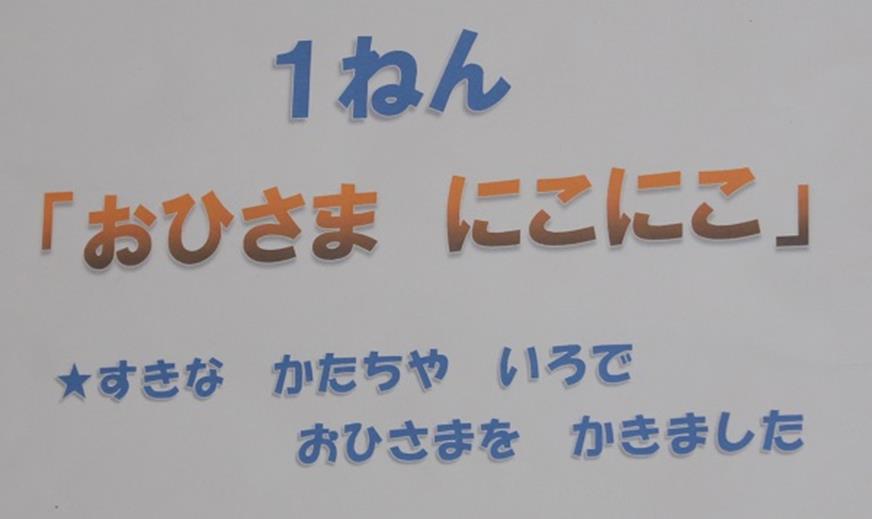 1ねん
「おひさま　にこにこ」
★すきな　かたちや　いろで
おひさまを　かきました